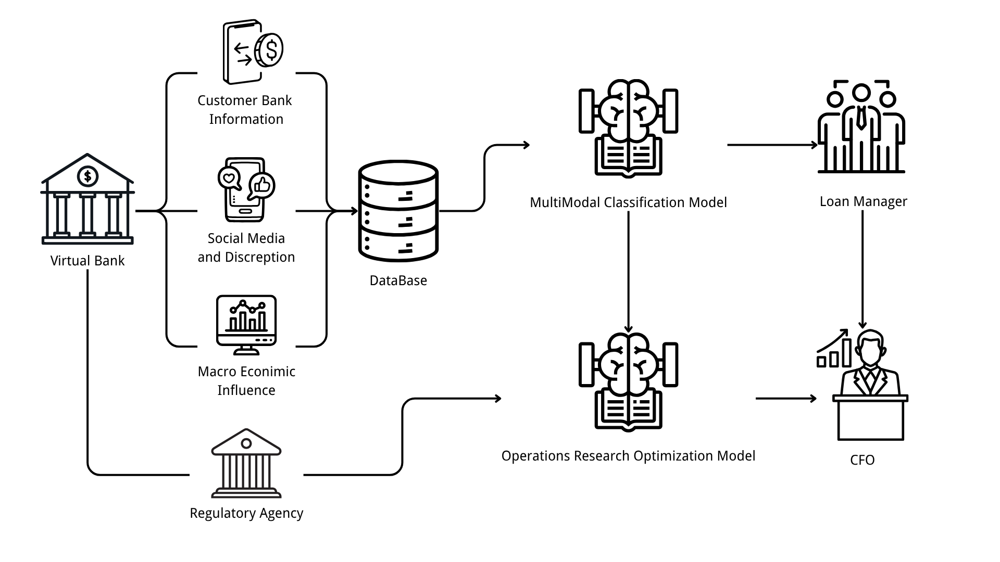 Customer Bank
Information
Social Media
and Discreption
Virtual Bank
DataBase
Macro Econimic
Influence
Regulatory Agency
MultiModal Classification Model
Loan Manager
Operations Research Optimization Model
CFO